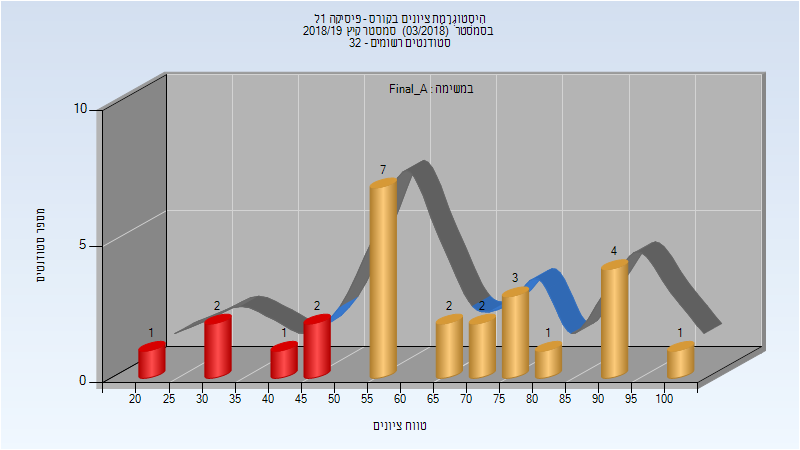 היסטוגרמת ציונים בקורס - פיסיקה 1ל
בסמסטר (03/2018) סמסטר קיץ 2018/19
סטודנטים רשומים - 32
במשימה : Final_A
מספר סטודנטים
10
5
0
1
2
1
2
7
2
2
3
1
4
1
20 25 30 35 40 45 50 55 60 65 70 75 80 85 90 95 100
טווח ציונים